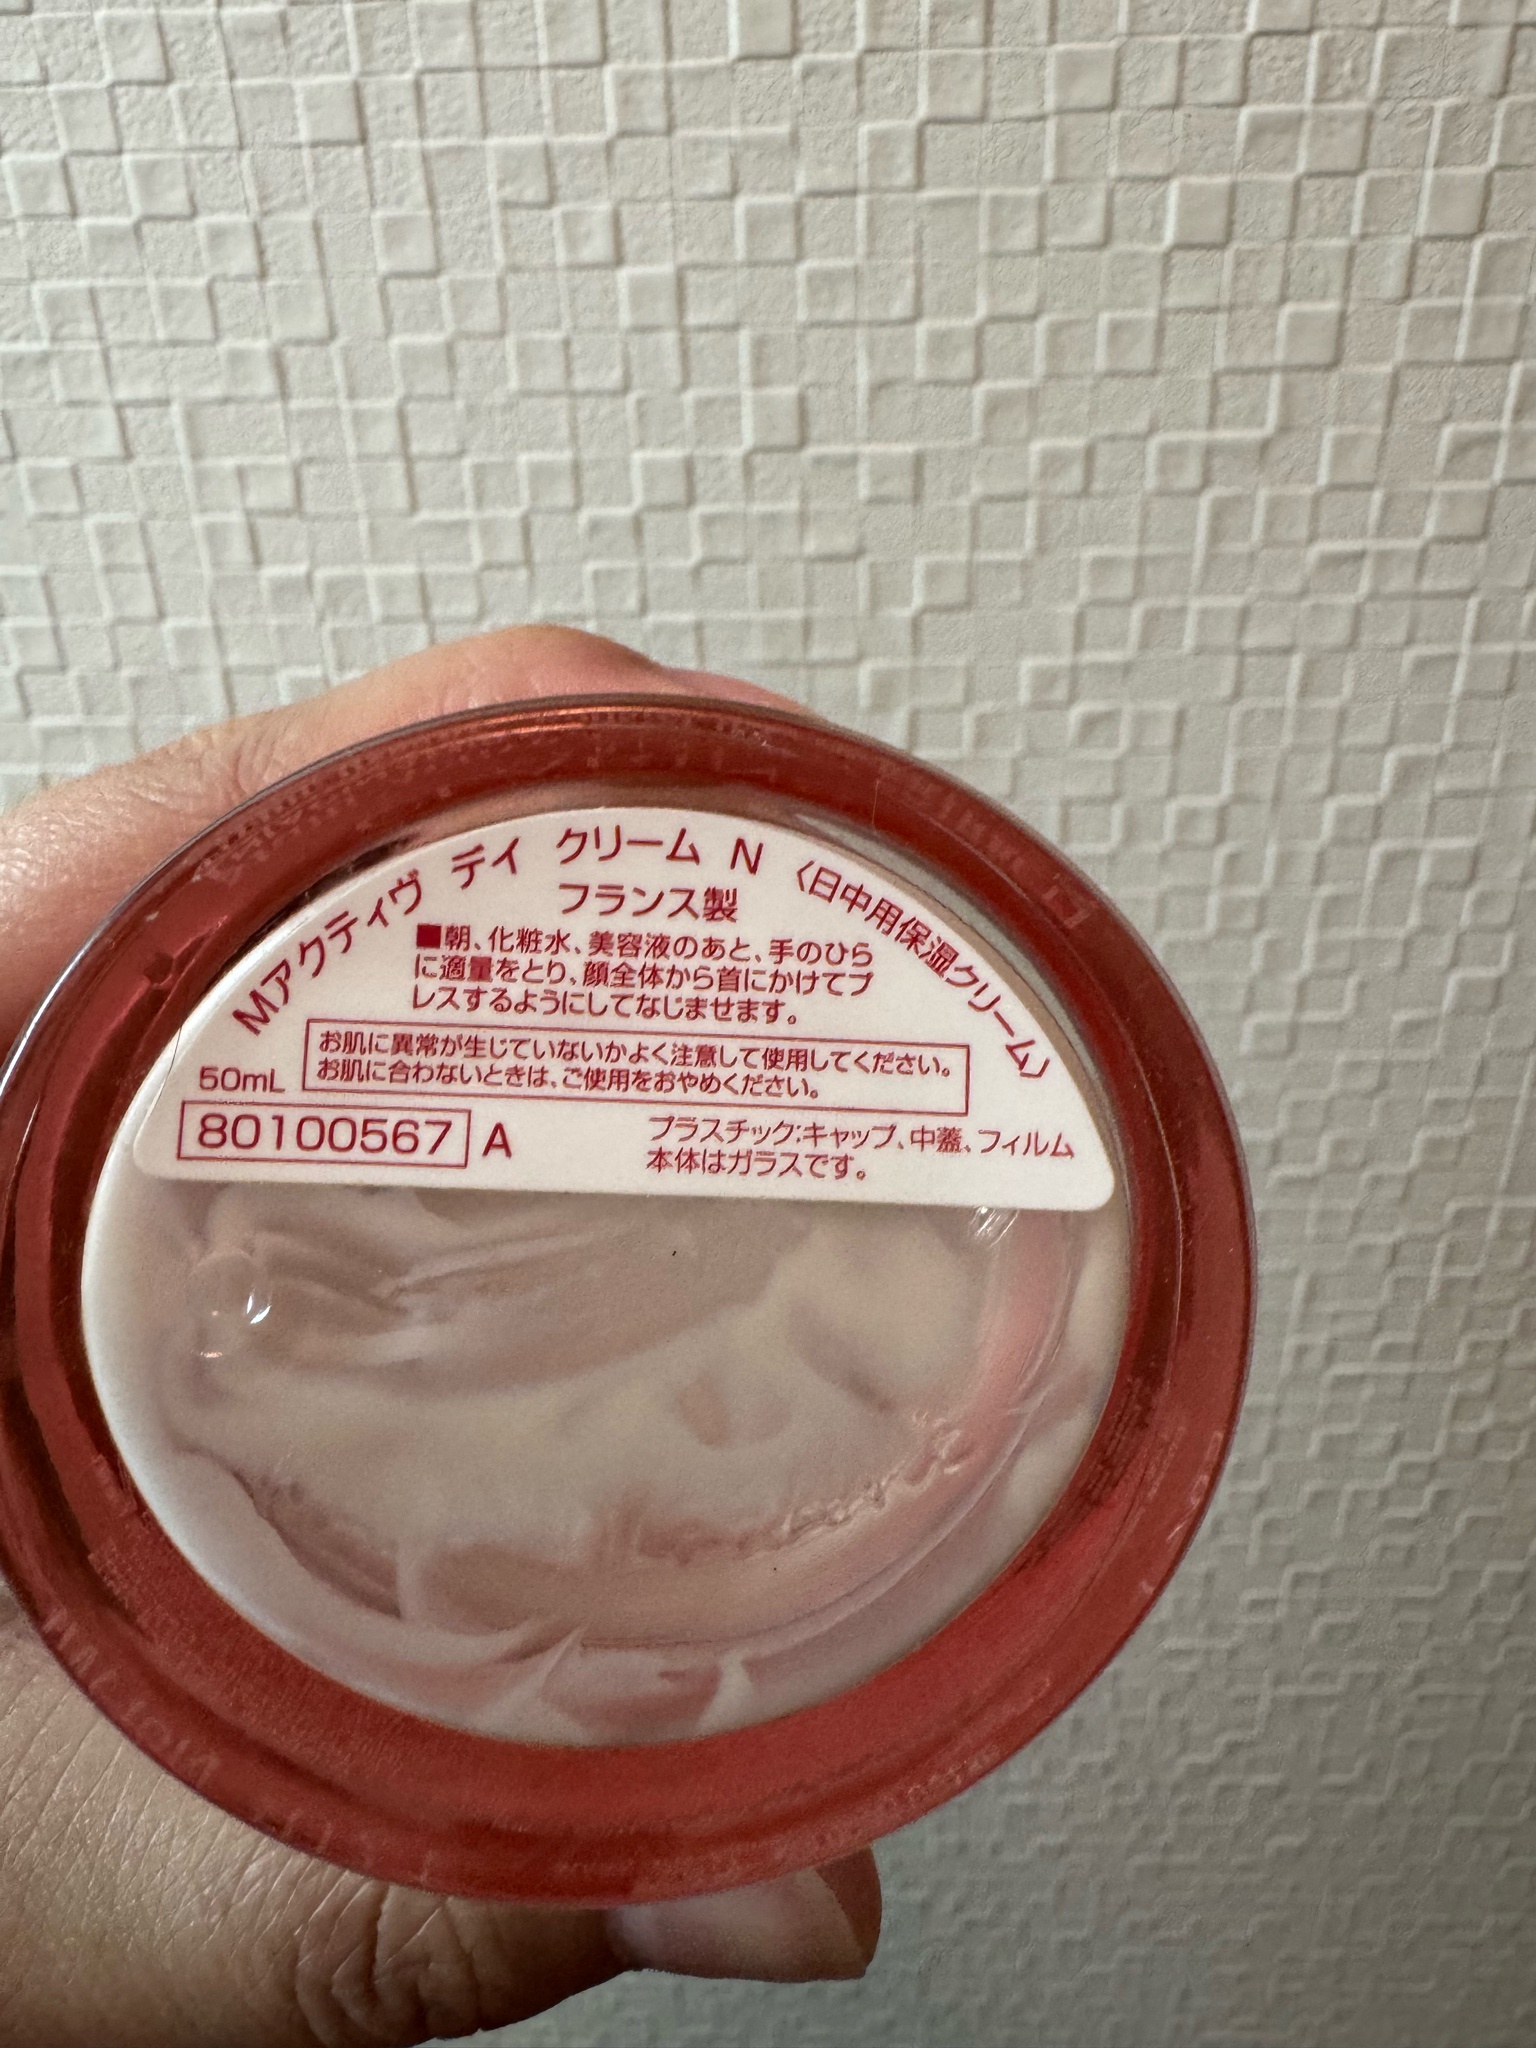 Mアクティヴ デイ クリーム N 〈日中用保湿クリーム〉
フランス製
■朝、化粧水、美容液のあと、手のひら
に適量をとり、顔全体から首にかけてプ
レスするようにしてなじませます。
お肌に異常が生じていないかよく注意して使用してください。
お肌に合わないときは、ご使用をおやめください。
50mL
80100567 A
プラスチック:キャップ、中蓋、フィルム
本体はガラスです。